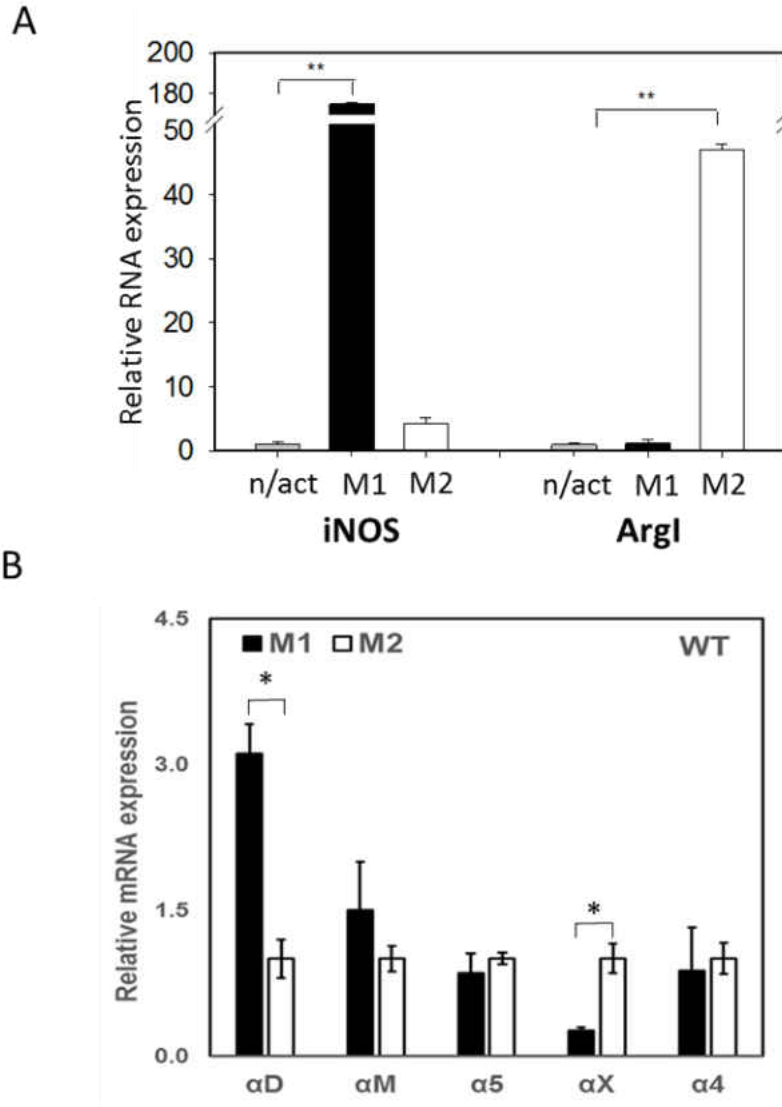 A
Relative RNA expression
200
180
50
40
30
20
10
0
**
**
n/act M1 M2 n/act M1 M2
iNOS ArgI
B
Relative mRNA expression
4.5
3.0
1.5
0.0
M1 M2 WT
*
*
αD αM α5 αX α4